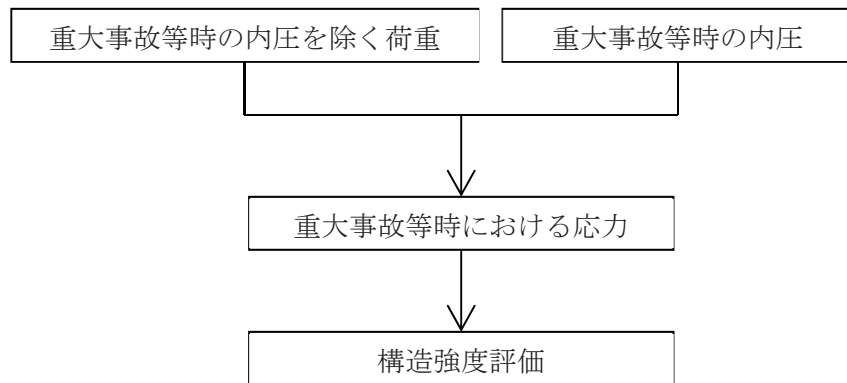 重大事故等時の内圧を除く荷重
重大事故等時の内圧
重大事故等時における応力
構造強度評価